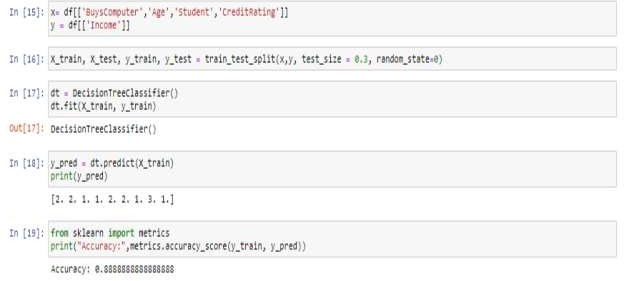 In [15]: x= df[['BuysComputer','Age','Student','CreditRating']]
y = df[['Income']]
In [16]: X_train, X_test, y_train, y_test = train_test_split(x,y, test_size = 0.3, random_state=0)
In [17]: dt = DecisionTreeClassifier()
dt.fit(X_train, y_train)
Out[17]: DecisionTreeClassifier()
In [18]: y_pred = dt.predict(X_train)
print(y_pred)
[2. 2. 1. 1. 2. 2. 1. 3. 1.]
In [19]: from sklearn import metrics
print("Accuracy:",metrics.accuracy_score(y_train, y_pred))
Accuracy: 0.8888888888888888